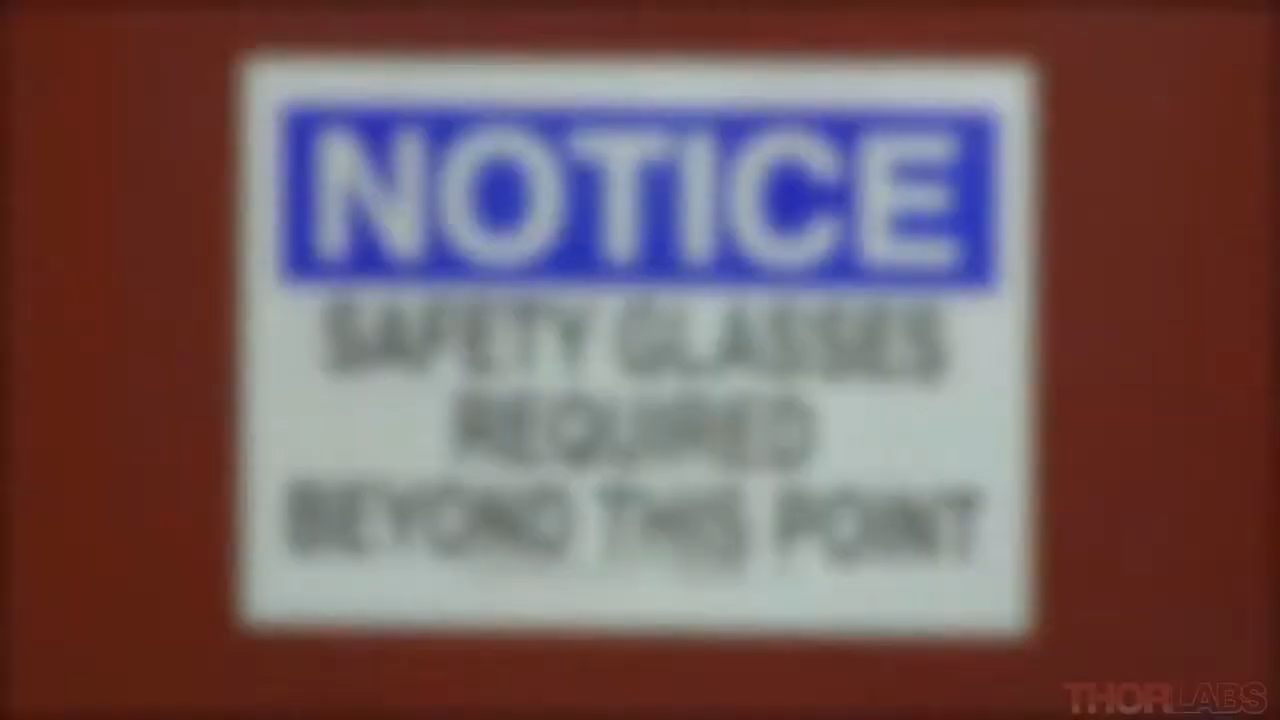 NOTICE
SAFETY GLASSES
REQUIRED
BEYOND THIS POINT
THORLABS